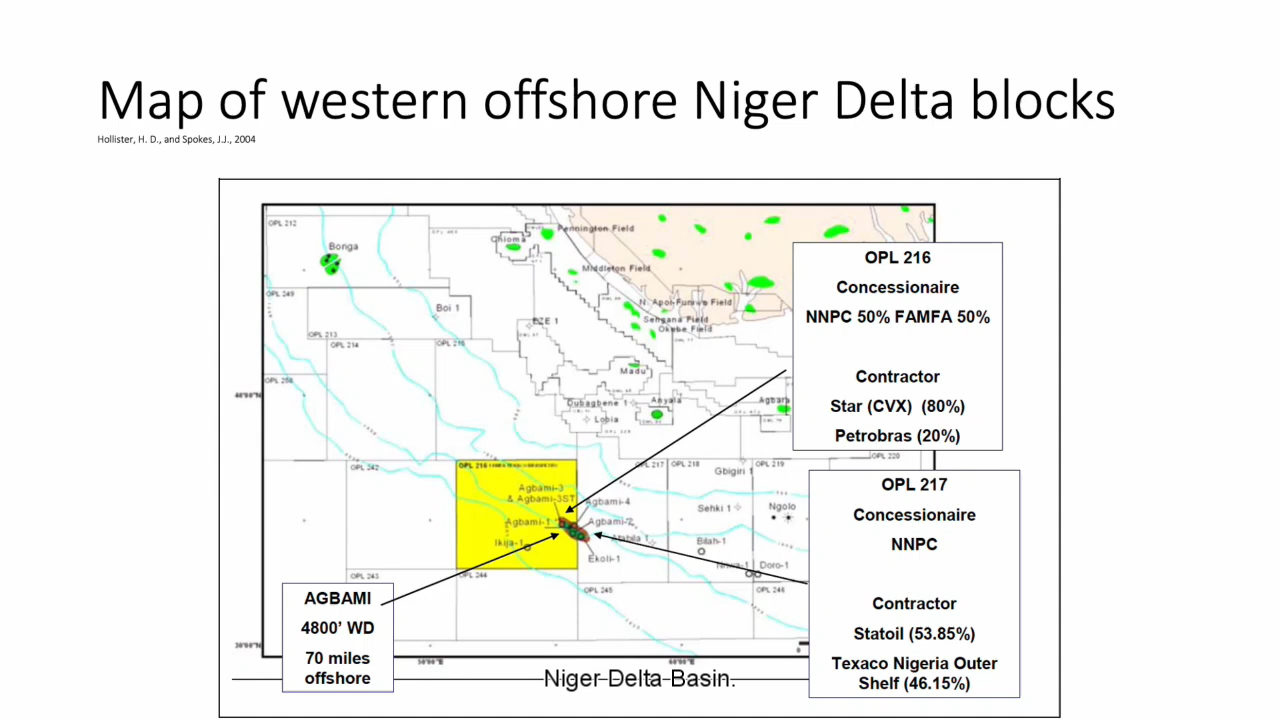 Map of western offshore Niger Delta blocks
Hollister, H. D., and Spokes, J.J., 2004
OPL 212
Bonga
Chioma
Pennington Field
Middleton Field
OPL 249
Boi 1
N. Apoi-Funiwa Field
Sengana Field
Okubie Field
EZE 1
OPL 213
OPL 214
OPL 215
Madu
OPL 250
Dubagbene 1
Anyala
Lobia
OPL 216
Concessionaire
NNPC 50% FAMFA 50%
Contractor
Star (CVX) (80%)
Petrobras (20%)
OPL 220
OPL 242
OPL 216
OPL 217
OPL 218
OPL 219
Gbigiri 1
Agbami-3
& Agbami-3ST
Agbami-4
Sehki 1
Ngolo
Agbami-1
Agbami-2
Ikija-1
Bilah-1
Ekoli-1
Doro-1
OPL 243
OPL 244
OPL 245
OPL 246
OPL 217
Concessionaire
NNPC
Contractor
Statoil (53.85%)
Texaco Nigeria Outer
Shelf (46.15%)
AGBAMI
4800’ WD
70 miles
offshore
0
Niger Delta Basin.